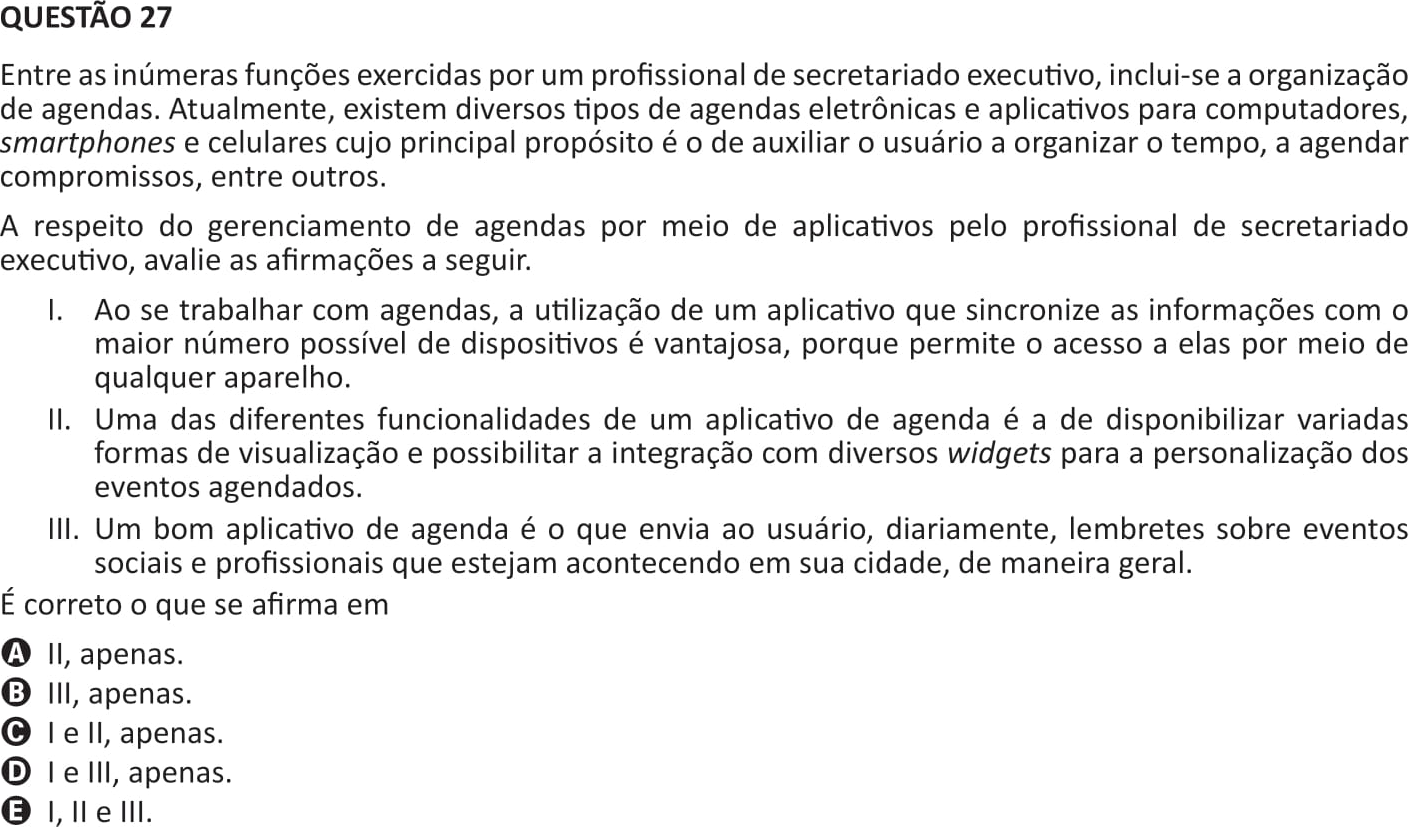 QUESTÃO 27
Entre as inúmeras funções exercidas por um profissional de secretariado executivo, inclui-se a organização
de agendas. Atualmente, existem diversos tipos de agendas eletrônicas e aplicativos para computadores,
smartphones e celulares cujo principal propósito é o de auxiliar o usuário a organizar o tempo, a agendar
compromissos, entre outros.
A respeito do gerenciamento de agendas por meio de aplicativos pelo profissional de secretariado
executivo, avalie as afirmações a seguir.
I. Ao se trabalhar com agendas, a utilização de um aplicativo que sincronize as informações com o
maior número possível de dispositivos é vantajosa, porque permite o acesso a elas por meio de
qualquer aparelho.
II. Uma das diferentes funcionalidades de um aplicativo de agenda é a de disponibilizar variadas
formas de visualização e possibilitar a integração com diversos widgets para a personalização dos
eventos agendados.
III. Um bom aplicativo de agenda é o que envia ao usuário, diariamente, lembretes sobre eventos
sociais e profissionais que estejam acontecendo em sua cidade, de maneira geral.
É correto o que se afirma em
A II, apenas.
B III, apenas.
C I e II, apenas.
D I e III, apenas.
E I, II e III.